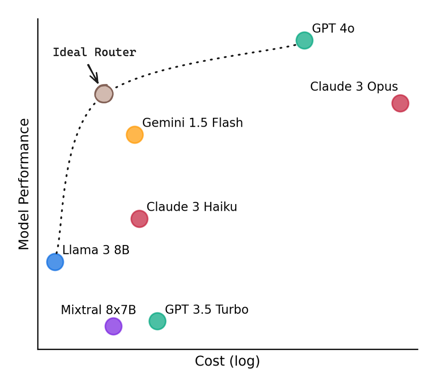 GPT 4o
Ideal Router
Claude 3 Opus
Gemini 1.5 Flash
Claude 3 Haiku
Llama 3 8B
Mixtral 8x7B
GPT 3.5 Turbo
Model Performance
Cost (log)